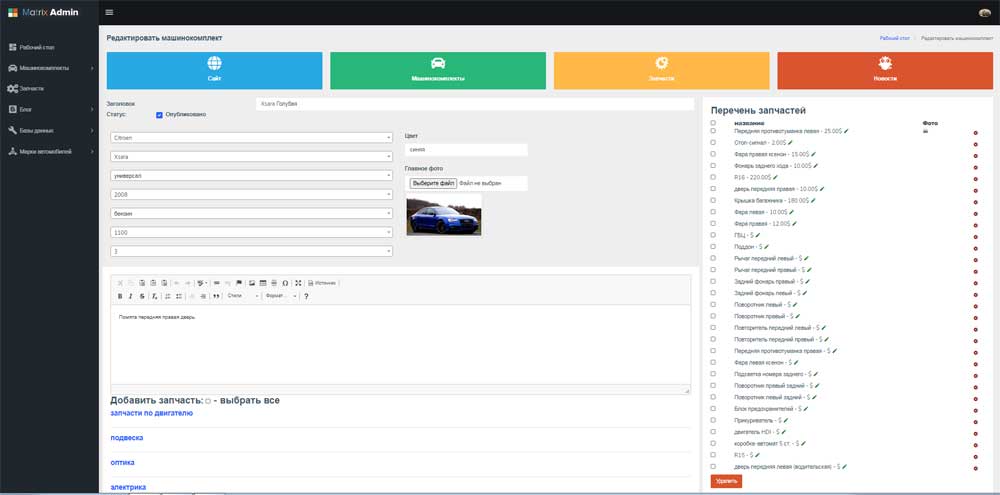 Matrix Admin
Рабочий стол
Машинокомплекты
Запчасти
Блог
Базы данных
Марки автомобилей
Редактировать машинокомплект
Рабочий стол
Редактировать машинокомплект
Сайт
Машинокомплекты
Запчасти
Новости
Заголовок
Xsara Голубия
Статус:
Опубликовано
Citroen
Xsara
универсал
2008
бензин
1100
3
Цвет
синяя
Главное фото
Выберите файл Файл не выбран
Источник
Стили
Формат...
Помята передняя правая дверь.
Добавить запчасть: - выбрать все
запчасти по двигателю
подвеска
оптика
электрика
Перечень запчастей
название
Фото
Передняя противотуманка левая - 25.00$
Стоп сигнал - 2.00$
Фара правая ксенон - 15.00$
Фонарь заднего хода - 10.00$
R16 - 220.00$
дверь передняя правая - 10.00$
Крышка багажника - 180.00$
Фара левая - 10.00$
Фара правая - 12.00$
ГБЦ - $
Поддон - $
Рычаг передний левый - $
Рычаг передний правый - $
Задний фонарь правый - $
Задний фонарь левый - $
Поворотник левый - $
Поворотник правый - $
Повторитель передний левый - $
Повторитель передний правый - $
Передняя противотуманка правая - $
Фара левая ксенон - $
Подсветка номера заднего - $
Поворотник правый задний - $
Поворотник левый задний - $
Блок предохранителей - $
Прикуриватель - $
двигатель HDI - $
коробка-автомат 5 ст. - $
R15 - $
дверь передняя левая (водительская) - $
Удалить